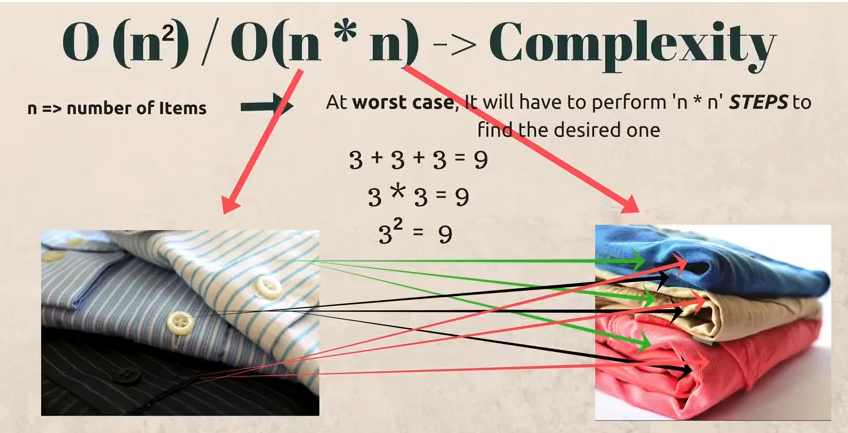 O (n²) / O(n * n) -> Complexity
n => number of Items
At worst case, It will have to perform 'n * n' STEPS to
find the desired one
3 + 3 + 3 = 9
3 * 3 = 9
3² = 9